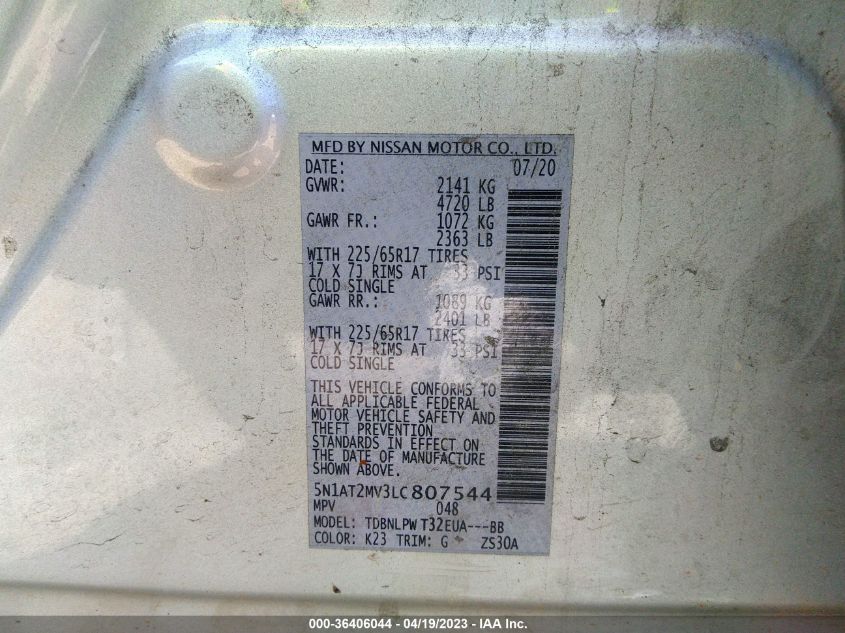 MFD BY NISSAN MOTOR CO., LTD.
DATE: 07/20
GVWR: 2141 KG
4720 LB
GAWR FR.: 1072 KG
2363 LB
WITH 225/65R17 TIRES
17 X 7J RIMS AT 33 PSI
COLD SINGLE
GAWR RR.: 1089 KG
2401 LB
WITH 225/65R17 TIRES
17 X 7J RIMS AT 33 PSI
COLD SINGLE
THIS VEHICLE CONFORMS TO
ALL APPLICABLE FEDERAL
MOTOR VEHICLE SAFETY AND
THEFT PREVENTION
STANDARDS IN EFFECT ON
THE DATE OF MANUFACTURE
SHOWN ABOVE.
5N1AT2MV3LC807544
MPV 048
MODEL: TDBNLPW T32EUA---BB
COLOR: K23 TRIM: G ZS30A
000-36406044 - 04/19/2023 - IAA Inc.